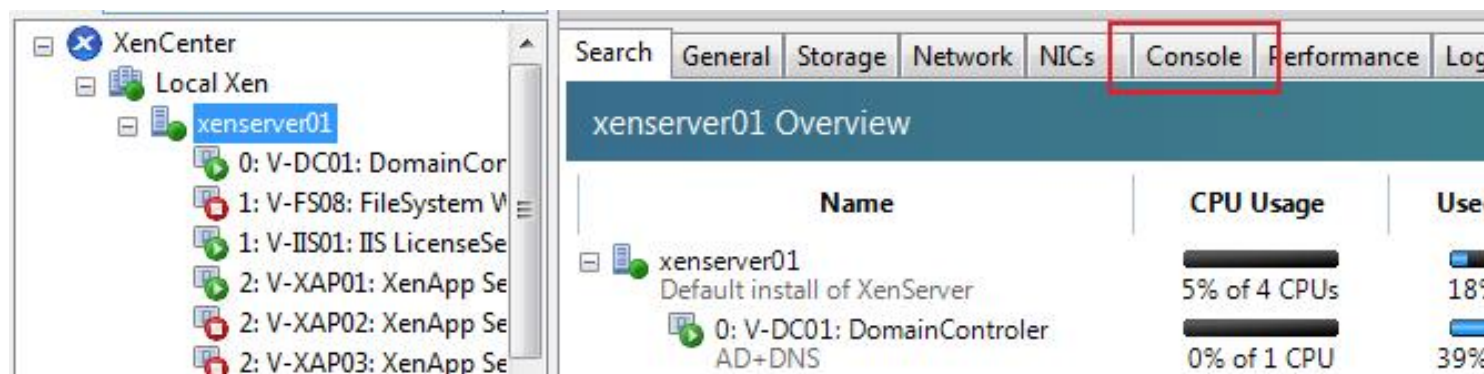 XenCenter
Local Xen
xenserver01
0: V-DC01: DomainCor
1: V-FS08: FileSystem W
1: V-IIS01: IIS LicenseSe
2: V-XAP01: XenApp Se
2: V-XAP02: XenApp Se
2: V-XAP03: XenApp Se
Search General Storage Network NICs Console Performance Log
xenserver01 Overview
Name CPU Usage Use
xenserver01
Default install of XenServer 5% of 4 CPUs 18%
0: V-DC01: DomainControler
AD+DNS 0% of 1 CPU 39%